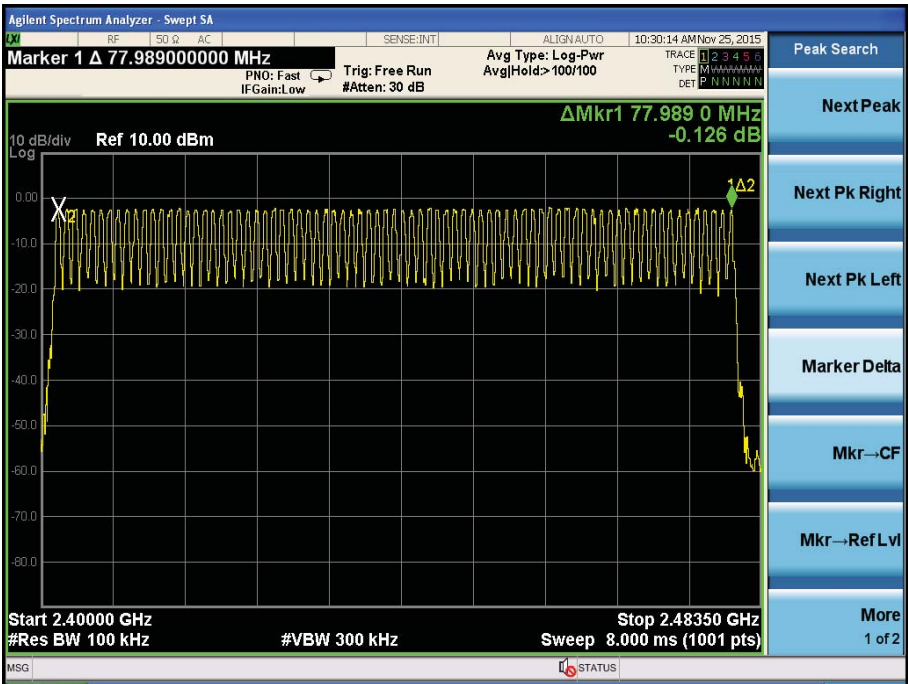 Agilent Spectrum Analyzer - Swept SA
RF 50 Ω AC SENSE:INT ALIGN AUTO 10:30:14 AM Nov 25, 2015
Marker 1 Δ 77.989000000 MHz
PNO: Fast
IFGain:Low
Trig: Free Run
#Atten: 30 dB
Avg Type: Log-Pwr
Avg|Hold:>100/100
TRACE 1 2 3 4 5 6
TYPE M
DET P N N N N N
ΔMkr1 77.989 0 MHz
-0.126 dB
10 dB/div Ref 10.00 dBm
Log
1Δ2
X2
0.00
-10.0
-20.0
-30.0
-40.0
-50.0
-60.0
-70.0
-80.0
Start 2.40000 GHz Stop 2.48350 GHz
#Res BW 100 kHz #VBW 300 kHz Sweep 8.000 ms (1001 pts)
MSG STATUS
Peak Search
Next Peak
Next Pk Right
Next Pk Left
Marker Delta
Mkr→CF
Mkr→Ref Lvl
More
1 of 2